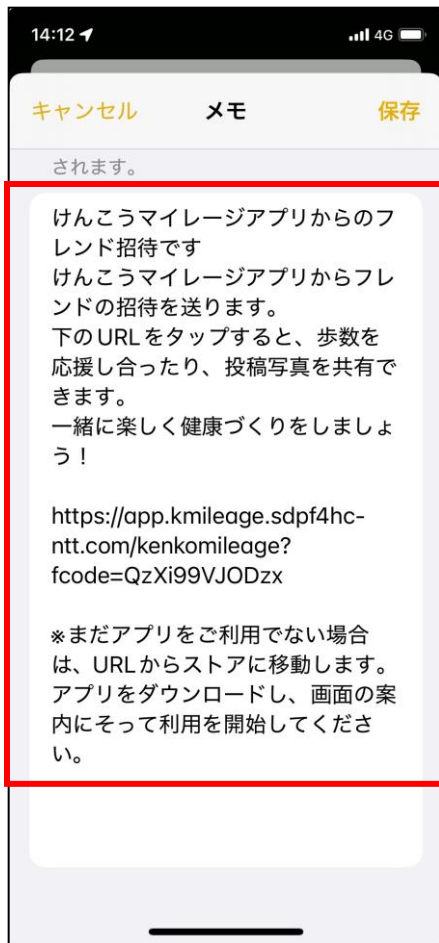 14:12
4G
キャンセル メモ 保存
されます。
けんこうマイレージアプリからのフ
レンド招待です
けんこうマイレージアプリからフレ
ンドの招待を送ります。
下のURLをタップすると、歩数を
応援し合ったり、投稿写真を共有で
きます。
一緒に楽しく健康づくりをしましょ
う！
https://app.kmileage.sdpf4hc-
ntt.com/kenkomileage?
fcode=QzXi99VJODzx
※まだアプリをご利用でない場合
は、URLからストアに移動します。
アプリをダウンロードし、画面の案
内にそって利用を開始してくださ
い。